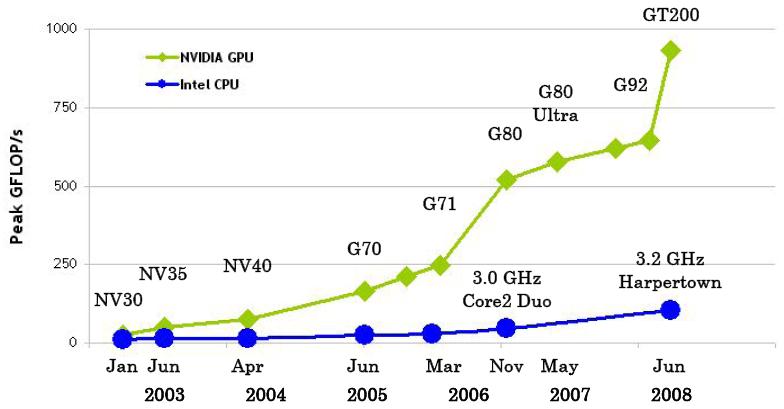 GT200
1000
NVIDIA GPU
Intel CPU
G92
G80
Ultra
750
G80
Peak GFLOP/s
500
G71
G70
NV40
NV35
NV30
250
3.2 GHz
Harpertown
3.0 GHz
Core2 Duo
0
Jan Jun Apr Jun Mar Nov May Jun
2003 2004 2005 2006 2007 2008